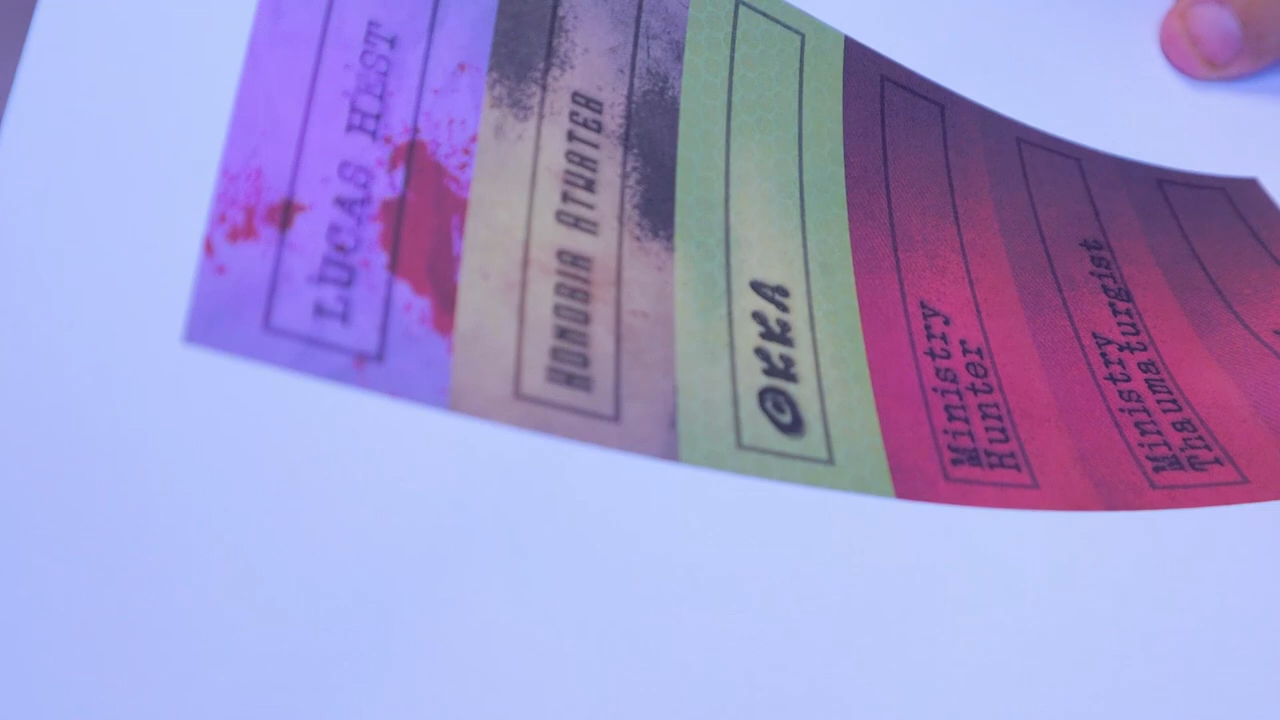 LUCAS HEST
HONORIA ATWATER
OKKA
Ministry
Hunter
Ministry
Thaumaturgist